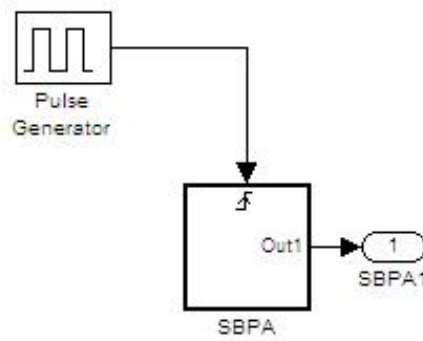 Pulse
Generator
Out1
1
SBPA1
SBPA